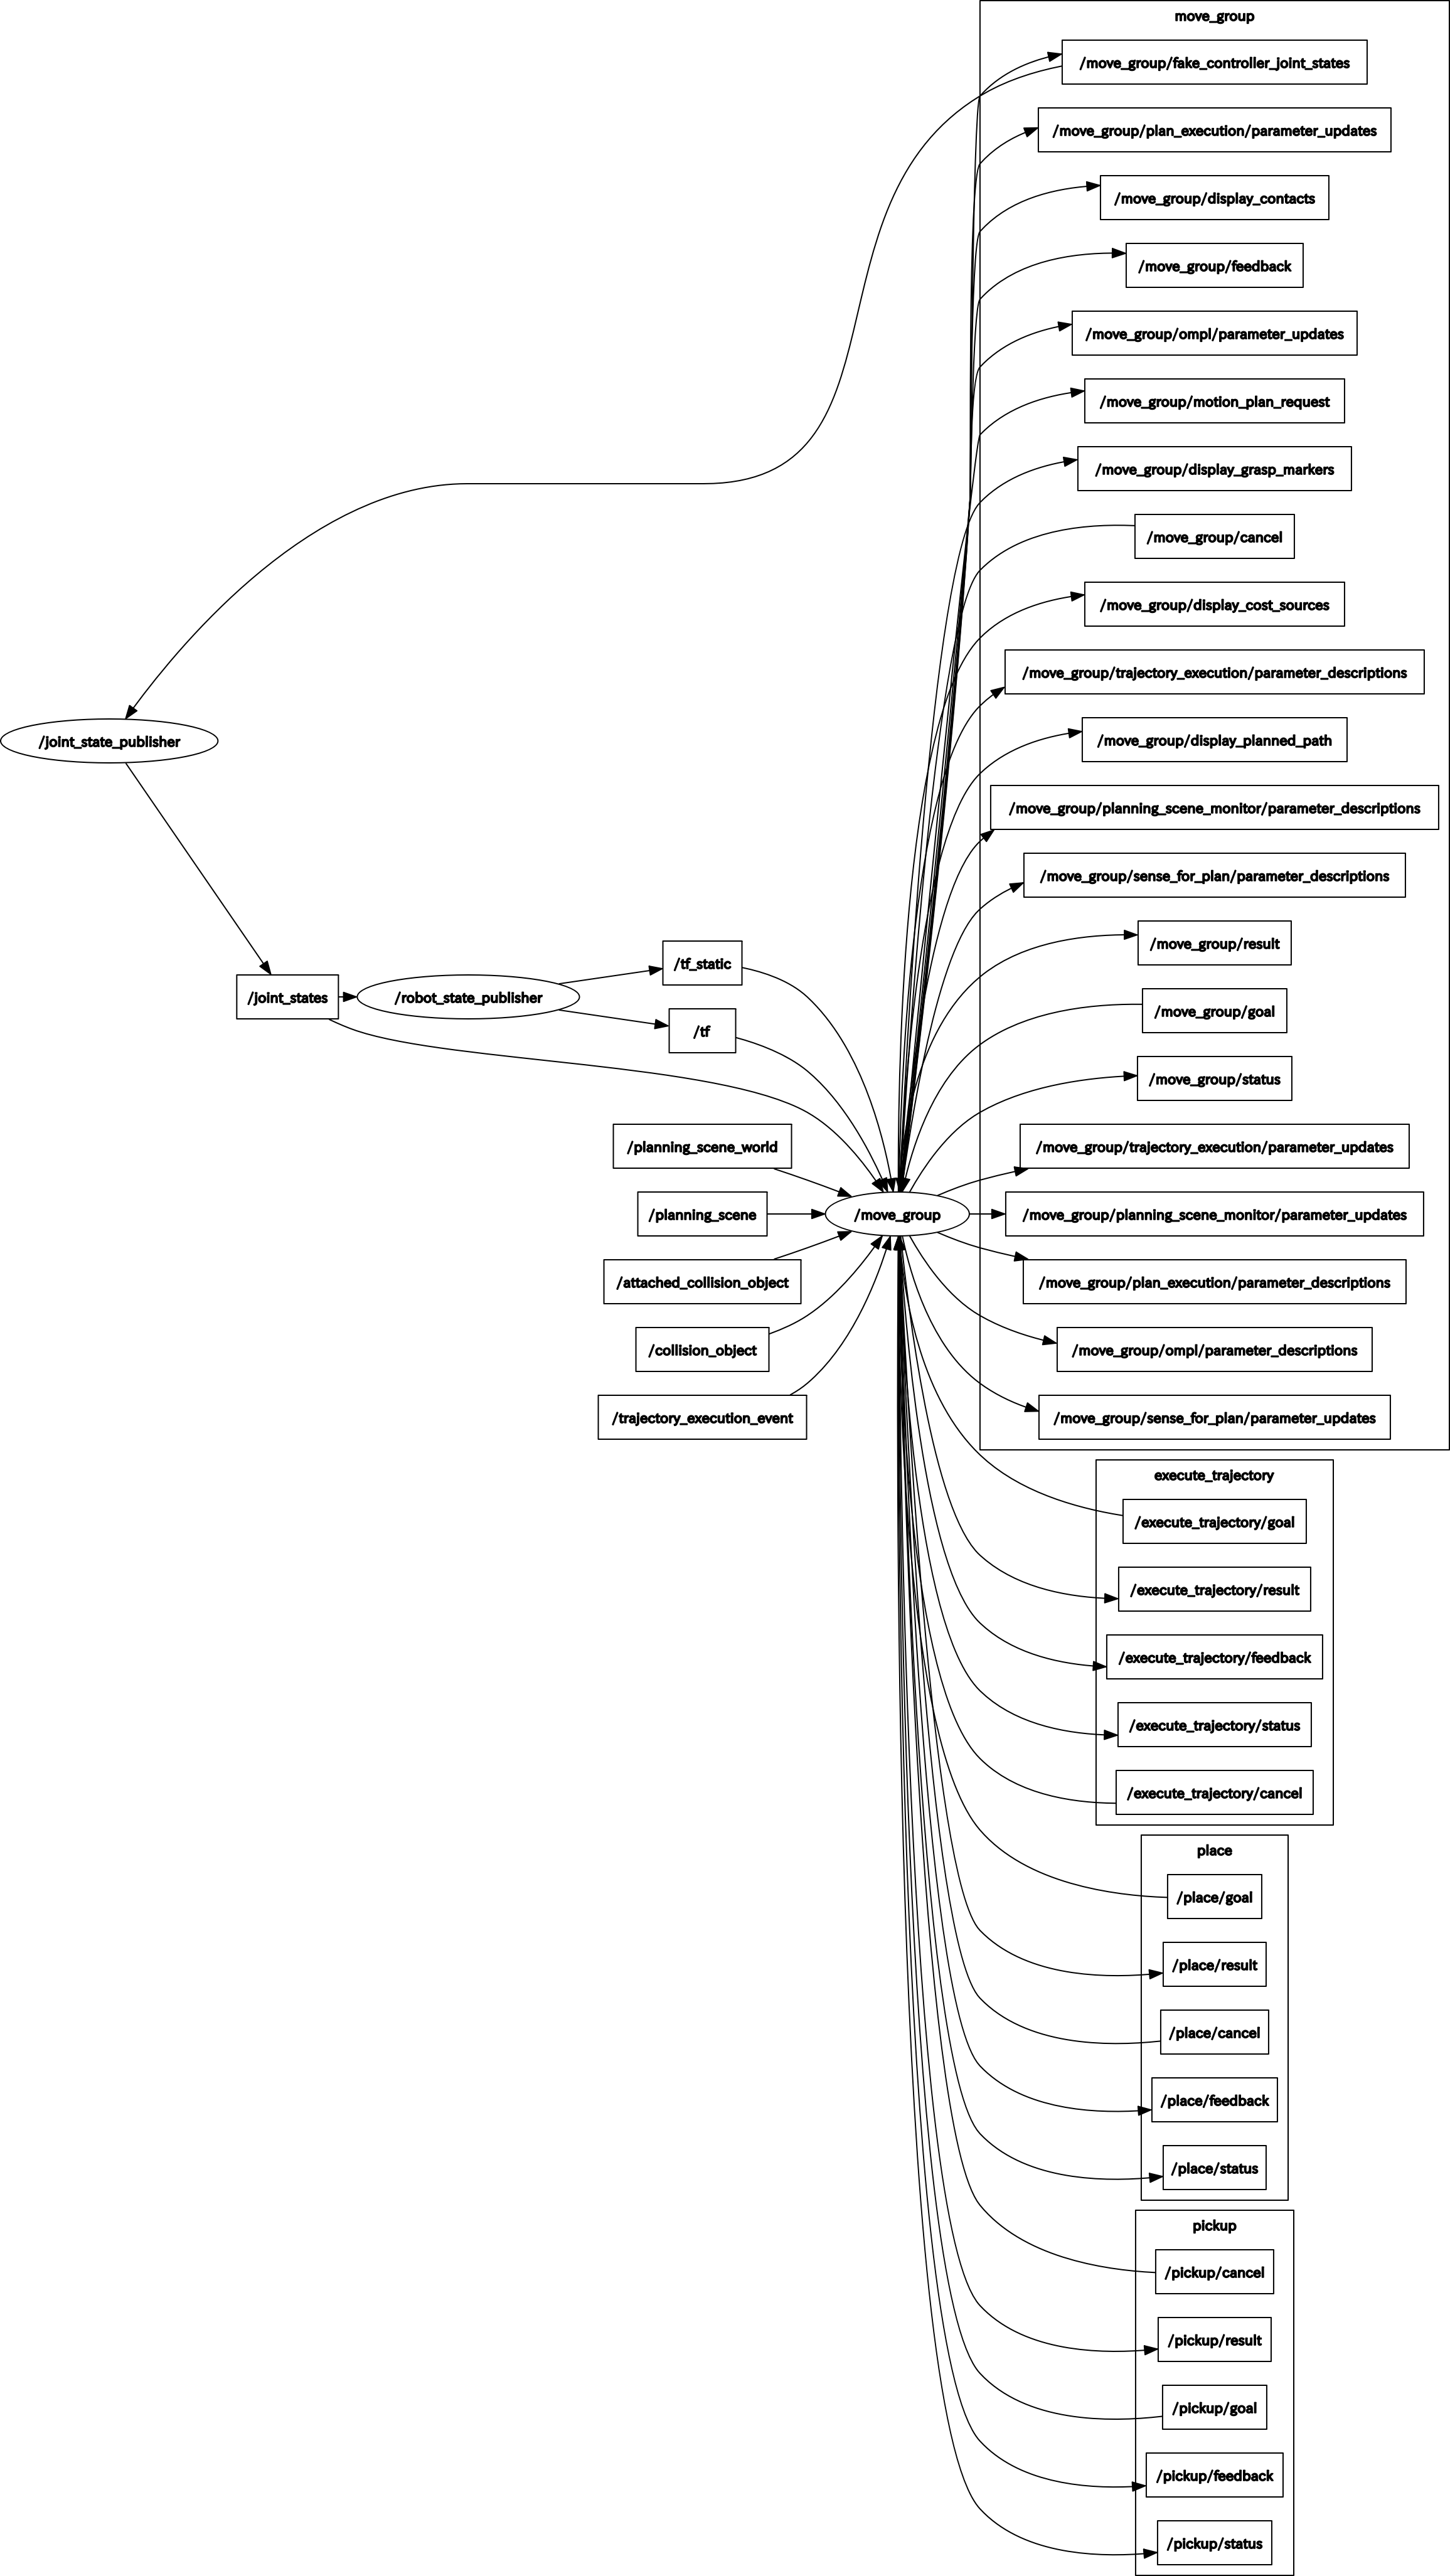 move_group
/move_group/fake_controller_joint_states
/move_group/plan_execution/parameter_updates
/move_group/display_contacts
/move_group/feedback
/move_group/ompl/parameter_updates
/move_group/motion_plan_request
/move_group/display_grasp_markers
/move_group/cancel
/move_group/display_cost_sources
/move_group/trajectory_execution/parameter_descriptions
/move_group/display_planned_path
/joint_state_publisher
/move_group/planning_scene_monitor/parameter_descriptions
/move_group/sense_for_plan/parameter_descriptions
/move_group/result
/tf_static
/joint_states
/robot_state_publisher
/move_group/goal
/tf
/move_group/status
/planning_scene_world
/move_group/trajectory_execution/parameter_updates
/planning_scene
/move_group
/move_group/planning_scene_monitor/parameter_updates
/attached_collision_object
/move_group/plan_execution/parameter_descriptions
/collision_object
/move_group/ompl/parameter_descriptions
/trajectory_execution_event
/move_group/sense_for_plan/parameter_updates
execute_trajectory
/execute_trajectory/goal
/execute_trajectory/result
/execute_trajectory/feedback
/execute_trajectory/status
/execute_trajectory/cancel
place
/place/goal
/place/result
/place/cancel
/place/feedback
/place/status
pickup
/pickup/cancel
/pickup/result
/pickup/goal
/pickup/feedback
/pickup/status